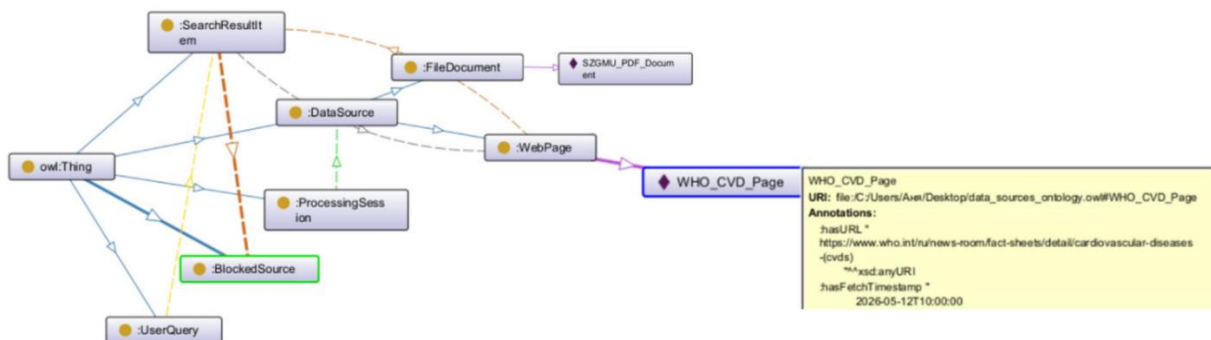 :SearchResultIt
em
:FileDocument
SZGMU_PDF_Docum
ent
:DataSource
:WebPage
owl:Thing
WHO_CVD_Page
:ProcessingSess
ion
:BlockedSource
:UserQuery
WHO_CVD_Page
URI: file:/C:/Users/Аня/Desktop/data_sources_ontology.owl#WHO_CVD_Page
Annotations:
:hasURL "
https://www.who.int/ru/news-room/fact-sheets/detail/cardiovascular-diseases
-(cvds)
"^^xsd:anyURI
:hasFetchTimestamp "
2026-05-12T10:00:00